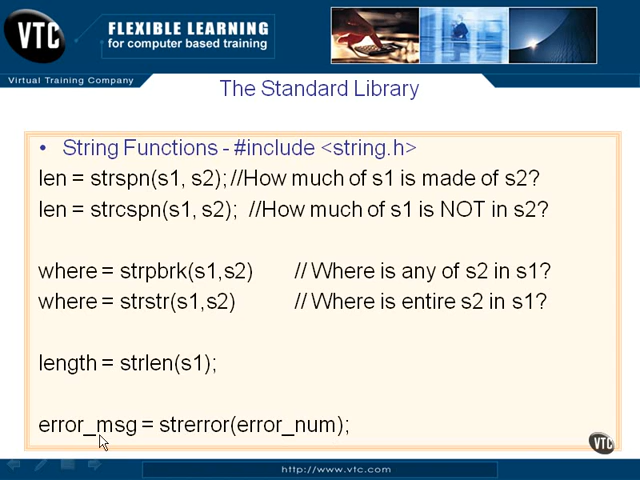 VTC
FLEXIBLE LEARNING
for computer based training
Virtual Training Company
The Standard Library
• String Functions - #include <string.h>
len = strspn(s1, s2); //How much of s1 is made of s2?
len = strcspn(s1, s2); //How much of s1 is NOT in s2?
where = strpbrk(s1,s2) // Where is any of s2 in s1?
where = strstr(s1,s2) // Where is entire s2 in s1?
length = strlen(s1);
error_msg = strerror(error_num);
VTC
http://www.vtc.com